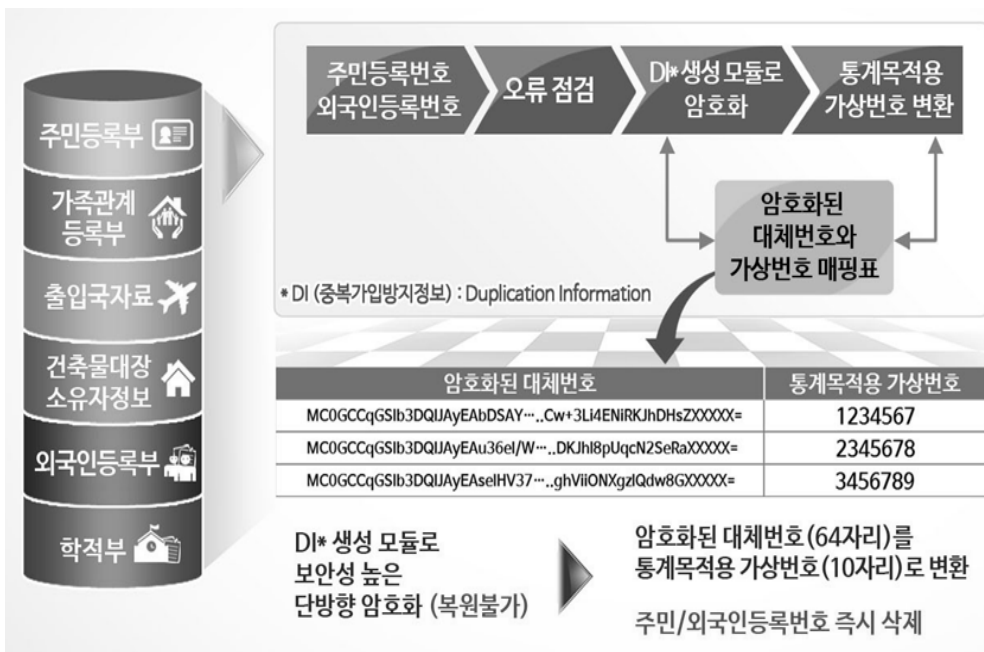 주민등록부
가족관계
등록부
출입국자료
건축물대장
소유자정보
외국인등록부
학적부
주민등록번호
외국인등록번호
오류 점검
DI* 생성 모듈로
암호화
통계목적용
가상번호 변환
암호화된
대체번호와
가상번호 매핑표
* DI (중복가입방지정보) : Duplication Information
암호화된 대체번호 통계목적용 가상번호
MC0GCCqGSIb3DQIJAyEAbDSAY···..Cw+3Li4ENiRKJhDHsZXXXXX= 1234567
MC0GCCqGSIb3DQIJAyEAu36eI/W···..DKJhI8pUqcN2SeRaXXXXX= 2345678
MC0GCCqGSIb3DQIJAyEAseIHV37···..ghViiONXgzIQdw8GXXXXX= 3456789
DI* 생성 모듈로
보안성 높은
단방향 암호화 (복원불가)
암호화된 대체번호(64자리)를
통계목적용 가상번호(10자리)로 변환
주민/외국인등록번호 즉시 삭제